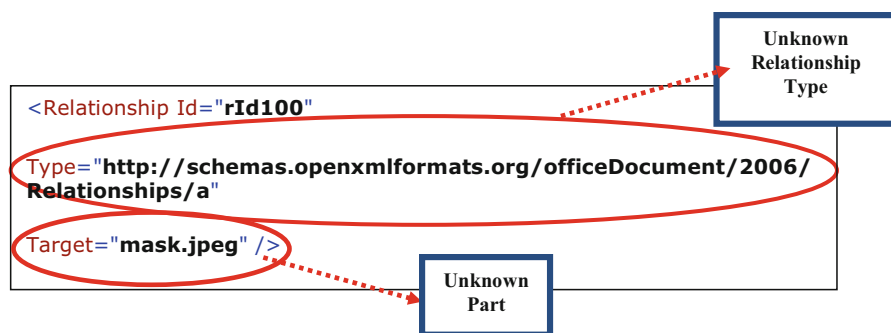 Unknown
Relationship
Type
<Relationship Id="rId100"
Type="http://schemas.openxmlformats.org/officeDocument/2006/
Relationships/a"
Target="mask.jpeg" />
Unknown
Part